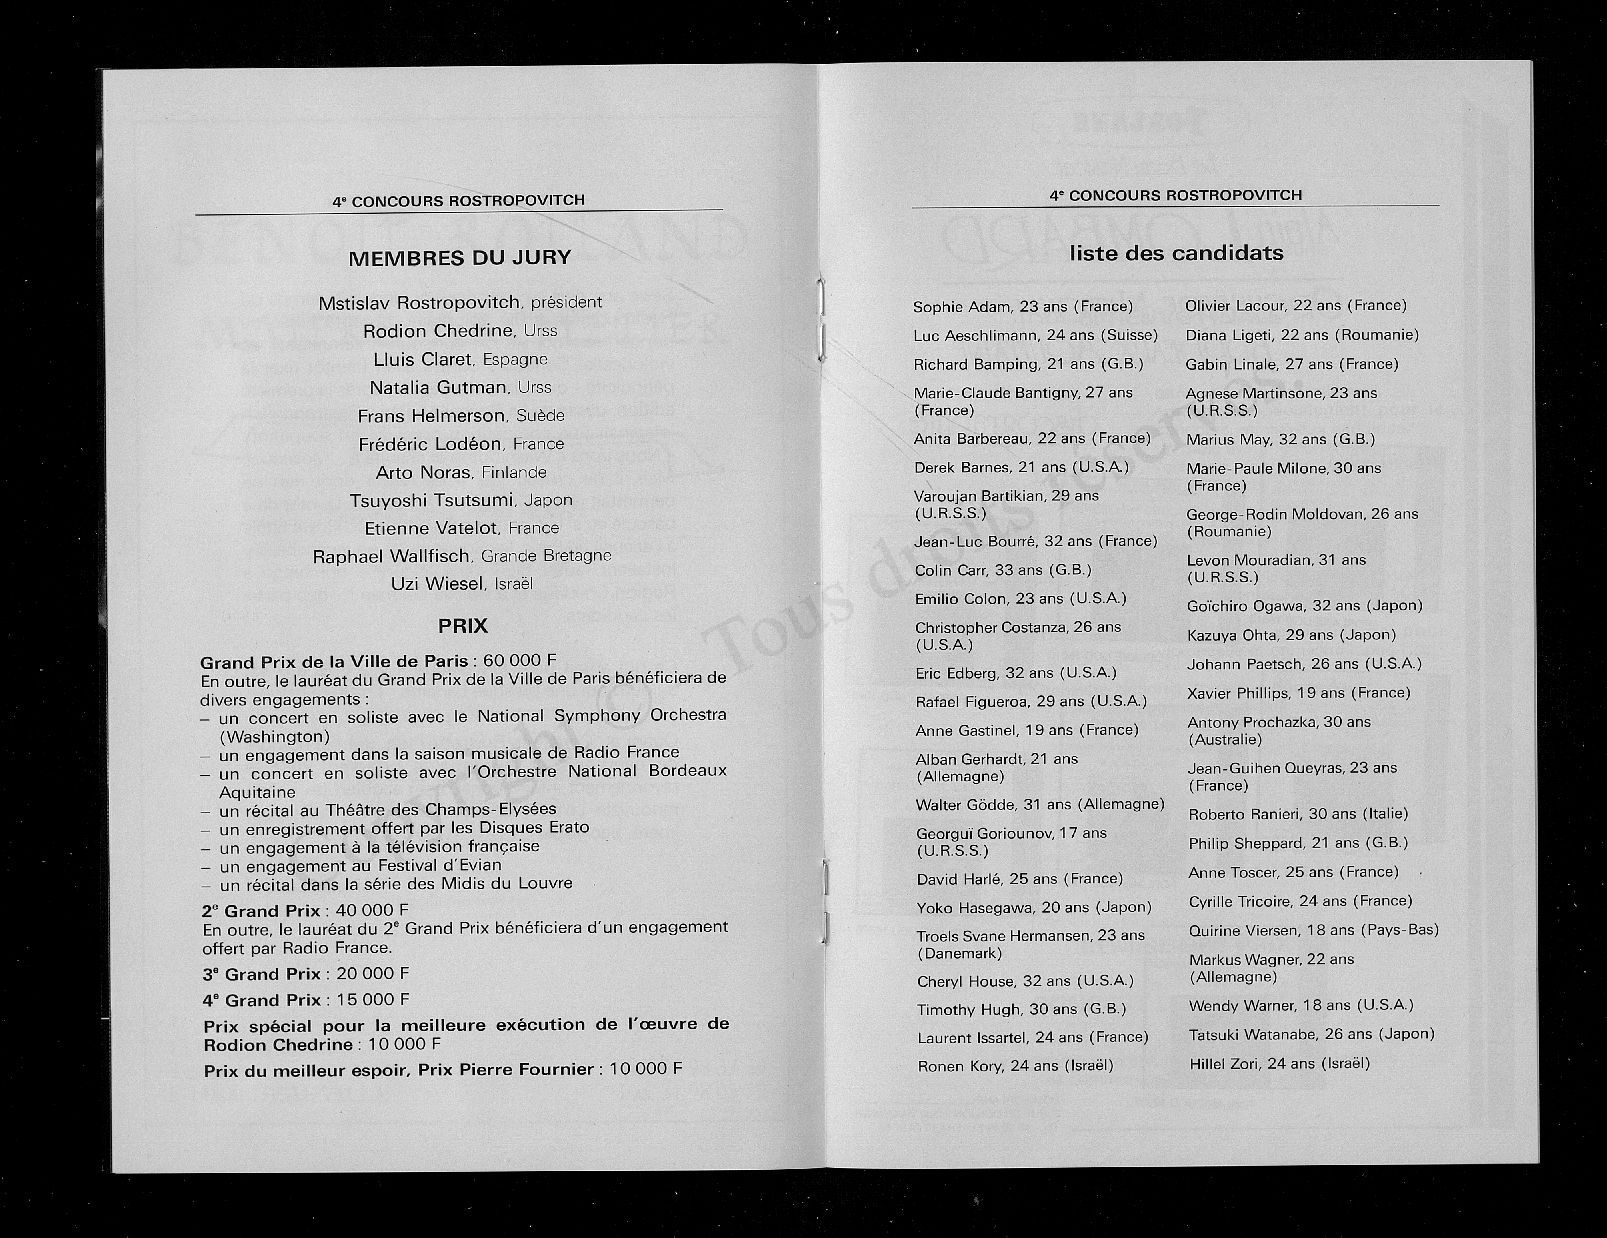 4e CONCOURS ROSTROPOVITCH
MEMBRES DU JURY
Mstislav Rostropovitch, président
Rodion Chedrine, Urss
Lluis Claret, Espagne
Natalia Gutman, Urss
Frans Helmerson, Suède
Frédéric Lodéon, France
Arto Noras, Finlande
Tsuyoshi Tsutsumi, Japon
Etienne Vatelot, France
Raphael Wallfisch, Grande Bretagne
Uzi Wiesel, Israël
PRIX
Grand Prix de la Ville de Paris : 60 000 F
En outre, le lauréat du Grand Prix de la Ville de Paris bénéficiera de
divers engagements :
– un concert en soliste avec le National Symphony Orchestra
(Washington)
– un engagement dans la saison musicale de Radio France
– un concert en soliste avec l'Orchestre National Bordeaux
Aquitaine
– un récital au Théâtre des Champs-Elysées
– un enregistrement offert par les Disques Erato
– un engagement à la télévision française
– un engagement au Festival d'Evian
– un récital dans la série des Midis du Louvre
2e Grand Prix : 40 000 F
En outre, le lauréat du 2e Grand Prix bénéficiera d'un engagement
offert par Radio France.
3e Grand Prix : 20 000 F
4e Grand Prix : 15 000 F
Prix spécial pour la meilleure exécution de l'œuvre de
Rodion Chedrine : 10 000 F
Prix du meilleur espoir, Prix Pierre Fournier : 10 000 F
4e CONCOURS ROSTROPOVITCH
liste des candidats
Sophie Adam, 23 ans (France)
Luc Aeschlimann, 24 ans (Suisse)
Richard Bamping, 21 ans (G.B.)
Marie-Claude Bantigny, 27 ans
(France)
Anita Barbereau, 22 ans (France)
Derek Barnes, 21 ans (U.S.A.)
Varoujan Bartikian, 29 ans
(U.R.S.S.)
Jean-Luc Bourré, 32 ans (France)
Colin Carr, 33 ans (G.B.)
Emilio Colon, 23 ans (U.S.A.)
Christopher Costanza, 26 ans
(U.S.A.)
Eric Edberg, 32 ans (U.S.A.)
Rafael Figueroa, 29 ans (U.S.A.)
Anne Gastinel, 19 ans (France)
Alban Gerhardt, 21 ans
(Allemagne)
Walter Gödde, 31 ans (Allemagne)
Georguï Goriounov, 17 ans
(U.R.S.S.)
David Harlé, 25 ans (France)
Yoko Hasegawa, 20 ans (Japon)
Troels Svane Hermansen, 23 ans
(Danemark)
Cheryl House, 32 ans (U.S.A.)
Timothy Hugh, 30 ans (G.B.)
Laurent Issartel, 24 ans (France)
Ronen Kory, 24 ans (Israël)
Olivier Lacour, 22 ans (France)
Diana Ligeti, 22 ans (Roumanie)
Gabin Linale, 27 ans (France)
Agnese Martinsone, 23 ans
(U.R.S.S.)
Marius May, 32 ans (G.B.)
Marie-Paule Milone, 30 ans
(France)
George-Rodin Moldovan, 26 ans
(Roumanie)
Levon Mouradian, 31 ans
(U.R.S.S.)
Goïchiro Ogawa, 32 ans (Japon)
Kazuya Ohta, 29 ans (Japon)
Johann Paetsch, 26 ans (U.S.A.)
Xavier Phillips, 19 ans (France)
Antony Prochazka, 30 ans
(Australie)
Jean-Guihen Queyras, 23 ans
(France)
Roberto Ranieri, 30 ans (Italie)
Philip Sheppard, 21 ans (G.B.)
Anne Toscer, 25 ans (France)
Cyrille Tricoire, 24 ans (France)
Quirine Viersen, 18 ans (Pays-Bas)
Markus Wagner, 22 ans
(Allemagne)
Wendy Warner, 18 ans (U.S.A.)
Tatsuki Watanabe, 26 ans (Japon)
Hillel Zori, 24 ans (Israël)
© Tous droits